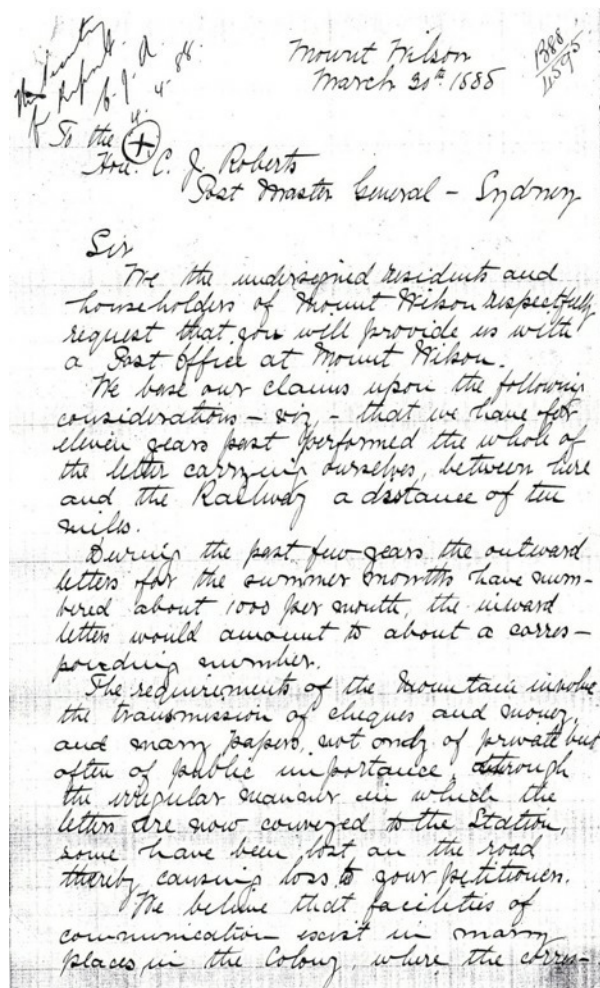 Mount Wilson
March 30th 1888
1888
4595
C.J.R.
4.4.88.
To the
Hon. C. J. Roberts
Post Master General - Sydney
Sir
We the undersigned residents and
householders of Mount Wilson respectfully
request that you will provide us with
a Post Office at Mount Wilson.
We base our claims upon the following
considerations - viz - that we have for
eleven years past performed the whole of
the letter carrying ourselves, between here
and the Railway a distance of ten
miles.
During the past few years the outward
letters for the summer months have num-
bered about 1000 per month, the inward
letters would amount to about a corres-
ponding number.
The requirements of the Mountain involve
the transmission of cheques and money,
and many papers, not only of private but
often of public importance, through
the irregular manner in which the
letters are now conveyed to the Station,
some have been lost on the road
thereby causing loss to your petitioners.
We believe that facilities of
communication exist in many
places, in the Colony, where the corres-